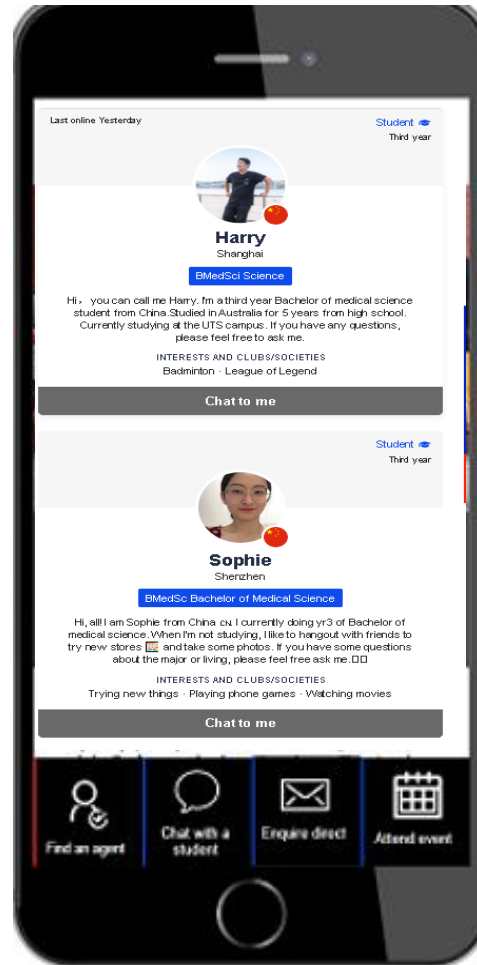 Last online Yesterday
Student
Third year
Harry
Shanghai
BMedSci Science
Hi， you can call me Harry. I'm a third year Bachelor of medical science
student from China.Studied in Australia for 5 years from high school.
Currently studying at the UTS campus. If you have any questions,
please feel free to ask me.
INTERESTS AND CLUBS/SOCIETIES
Badminton · League of Legend
Chat to me
Student
Third year
Sophie
Shenzhen
BMedSc Bachelor of Medical Science
Hi, all! I am Sophie from China 🇨🇳. I currently doing yr3 of Bachelor of
medical science. When I'm not studying, I like to hangout with friends to
try new stores 🏪 and take some photos. If you have some questions
about the major or living, please feel free ask me.□□
INTERESTS AND CLUBS/SOCIETIES
Trying new things · Playing phone games · Watching movies
Chat to me
Find an agent
Chat with a
student
Enquire direct
Attend event